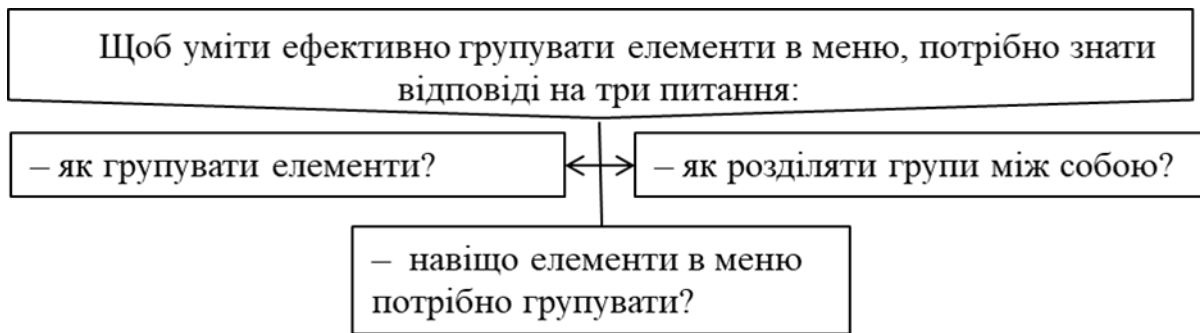 Щоб уміти ефективно групувати елементи в меню, потрібно знати
відповіді на три питання:
– як групувати елементи?
– як розділяти групи між собою?
– навіщо елементи в меню
потрібно групувати?